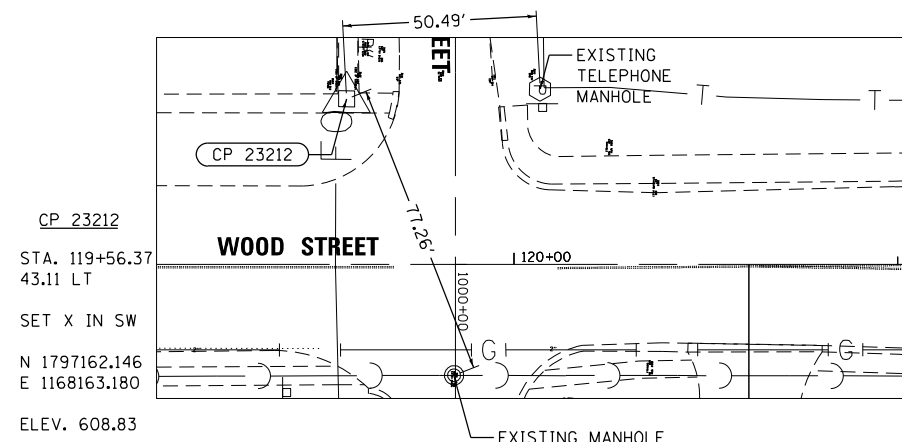 50.49'
EET
EXISTING
TELEPHONE
MANHOLE
T
T
CP 23212
77.26'
CP 23212
WOOD STREET
STA. 119+56.37
43.11 LT
120+00
1000+00
SET X IN SW
N 1797162.146
E 1168163.180
G
G
ELEV. 608.83
EXISTING MANHOLE